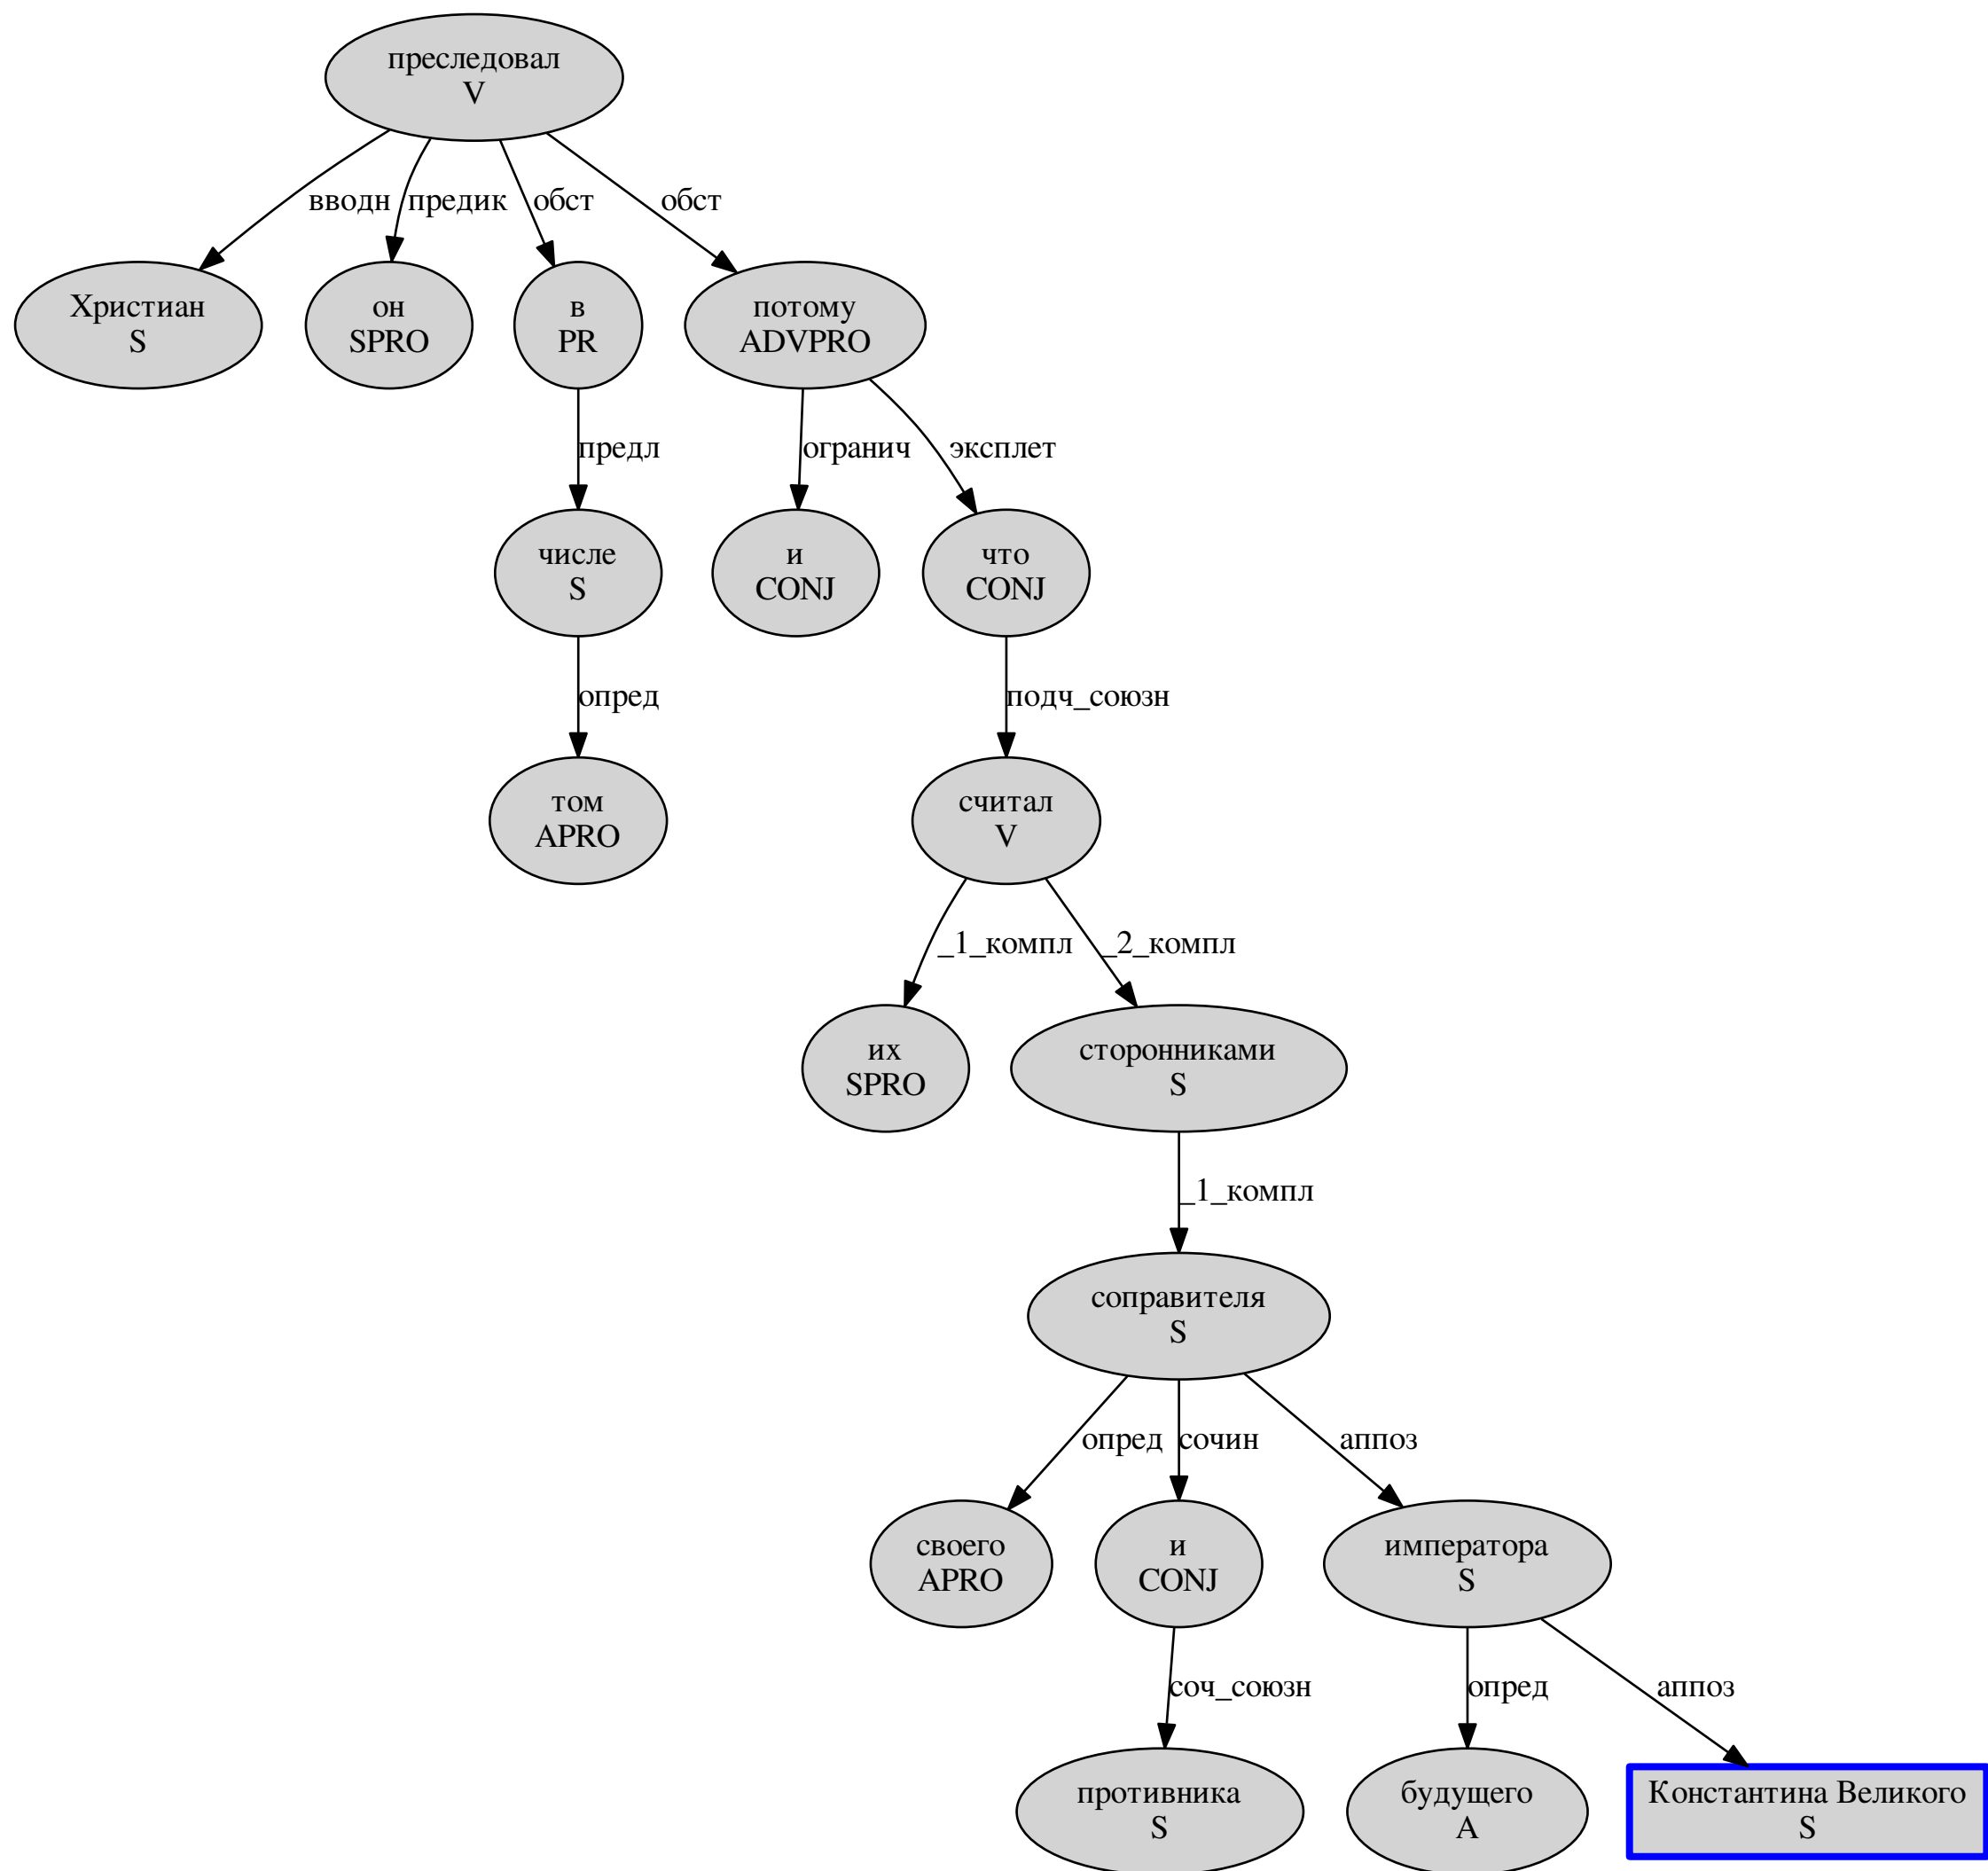 преследовал
V
вводн
предик
обст
обст
Христиан
S
он
SPRO
в
PR
потому
ADVPRO
предл
огранич
эксплет
числе
S
и
CONJ
что
CONJ
опред
подч_союзн
том
APRO
считал
V
_1_компл
_2_компл
их
SPRO
сторонниками
S
_1_компл
соправителя
S
опред
сочин
аппоз
своего
APRO
и
CONJ
императора
S
соч_союзн
опред
аппоз
противника
S
будущего
A
Константина Великого
S